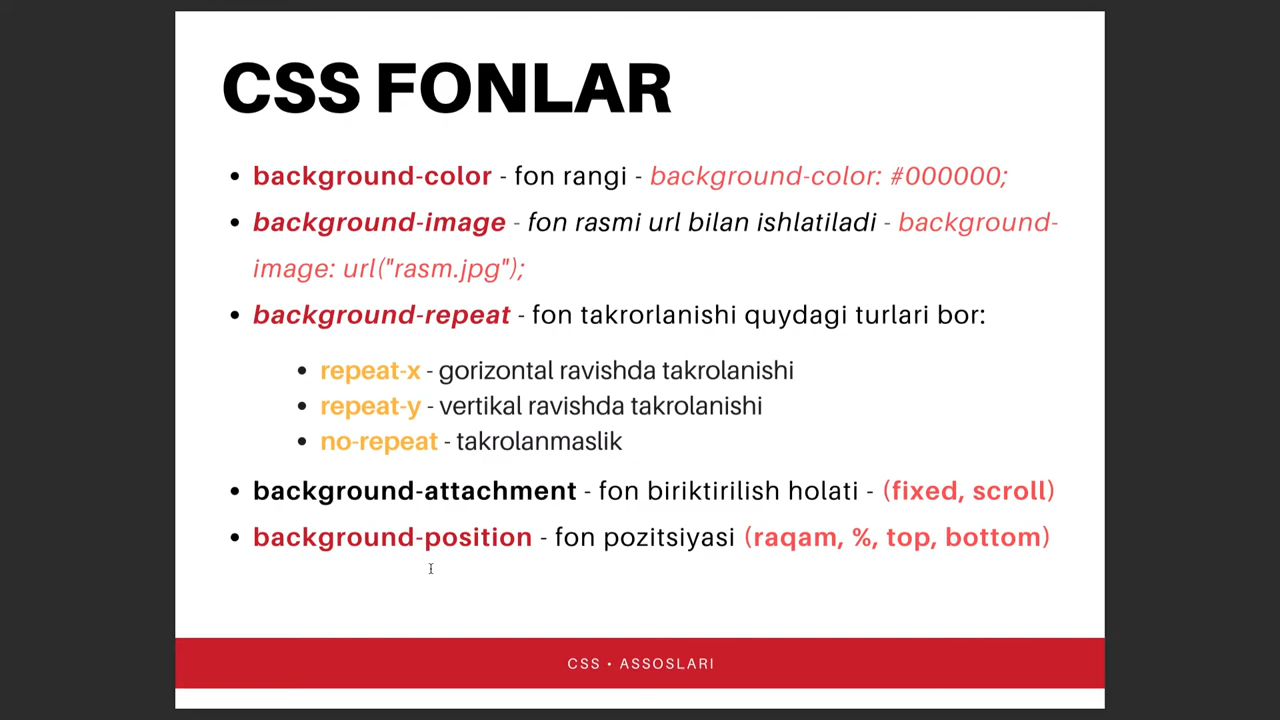 CSS FONLAR
• background-color - fon rangi - background-color: #000000;
• background-image - fon rasmi url bilan ishlatiladi - background-
image: url("rasm.jpg");
• background-repeat - fon takrorlanishi quydagi turlari bor:
• repeat-x - gorizontal ravishda takrolanishi
• repeat-y - vertikal ravishda takrolanishi
• no-repeat - takrolanmaslik
• background-attachment - fon biriktirilish holati - (fixed, scroll)
• background-position - fon pozitsiyasi (raqam, %, top, bottom)
CSS • ASSOSLARI